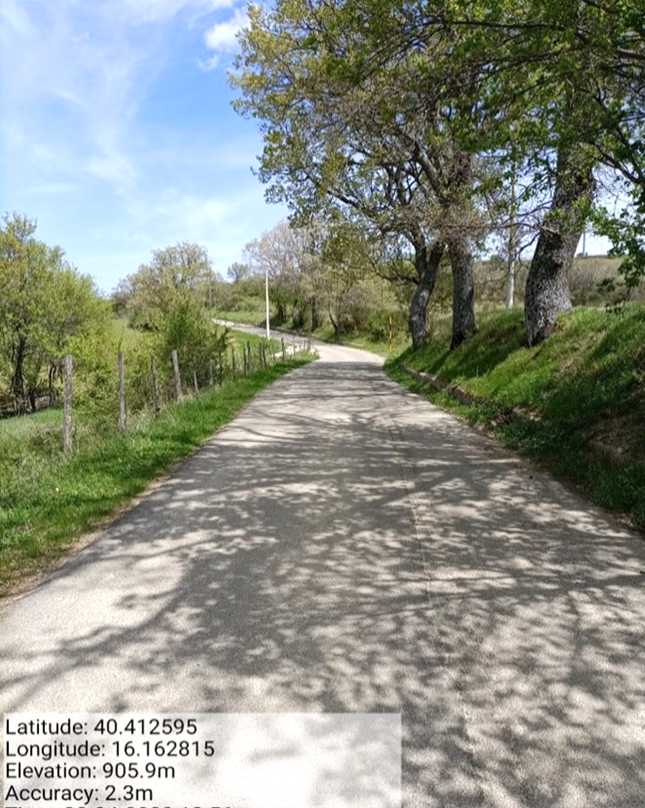 Latitude: 40.412595
Longitude: 16.162815
Elevation: 905.9m
Accuracy: 2.3m